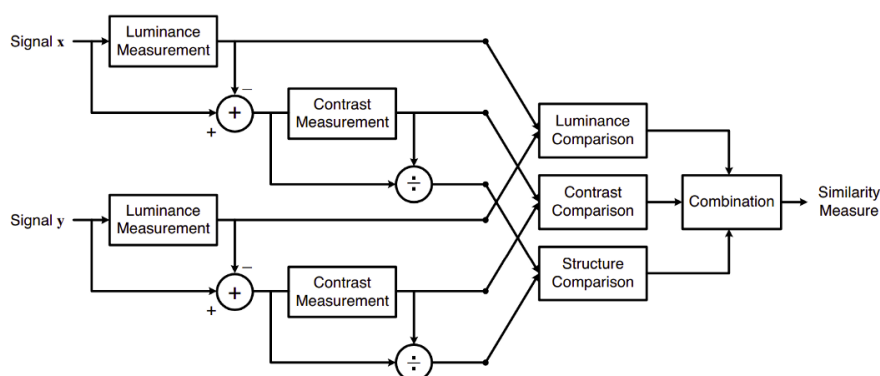 Signal x
Luminance
Measurement
−
+
+
Contrast
Measurement
÷
Luminance
Comparison
Contrast
Comparison
Combination
Similarity
Measure
Signal y
Luminance
Measurement
−
+
+
Contrast
Measurement
÷
Structure
Comparison